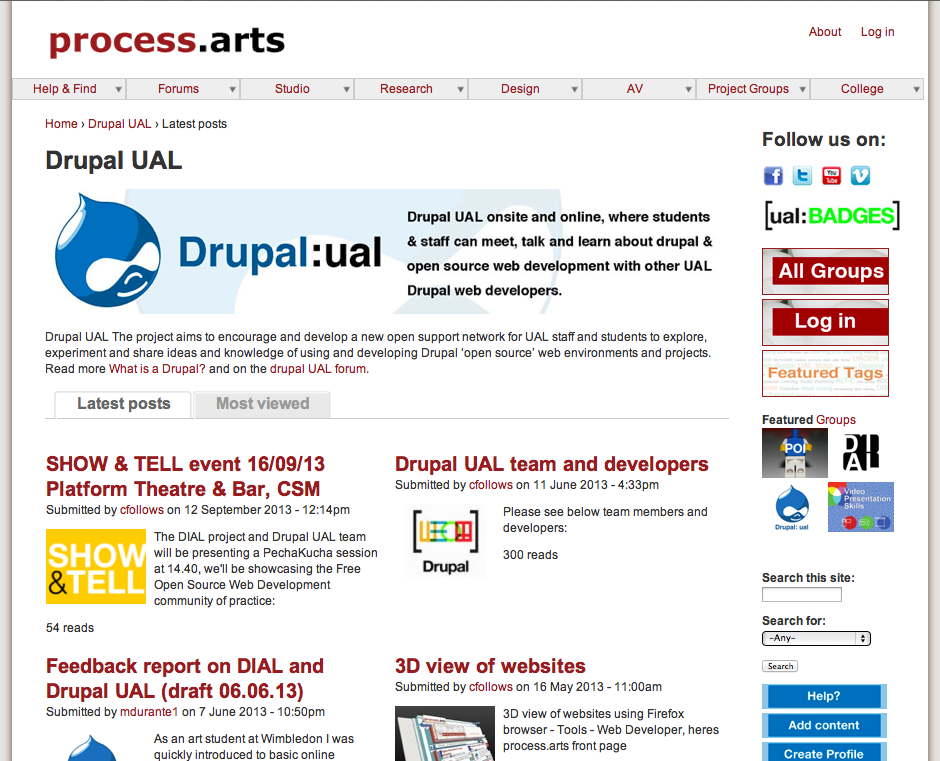 process.arts
About Log in
Help & Find Forums Studio Research Design AV Project Groups College
Home › Drupal UAL › Latest posts
Drupal UAL
Drupal:ual
Drupal UAL onsite and online, where students
& staff can meet, talk and learn about drupal &
open source web development with other UAL
Drupal web developers.
Drupal UAL The project aims to encourage and develop a new open support network for UAL staff and students to explore,
experiment and share ideas and knowledge of using and developing Drupal 'open source' web environments and projects.
Read more What is a Drupal? and on the drupal UAL forum.
Latest posts Most viewed
SHOW & TELL event 16/09/13
Platform Theatre & Bar, CSM
Submitted by cfollows on 12 September 2013 - 12:14pm
SHOW
&TELL
The DIAL project and Drupal UAL team
will be presenting a PechaKucha session
at 14.40, we'll be showcasing the Free
Open Source Web Development
community of practice:
54 reads
Drupal UAL team and developers
Submitted by cfollows on 11 June 2013 - 4:33pm
Drupal
Please see below team members and
developers:
300 reads
Feedback report on DIAL and
Drupal UAL (draft 06.06.13)
Submitted by mdurante1 on 7 June 2013 - 10:50pm
As an art student at Wimbledon I was
quickly introduced to basic online
3D view of websites
Submitted by cfollows on 16 May 2013 - 11:00am
3D view of websites using Firefox
browser - Tools - Web Developer, heres
process.arts front page
Follow us on:
You
Tube
[ual:BADGES]
All Groups
Log in
Featured Tags
Featured Groups
POI
Drupal: ual
Video
Presentation
Skills
Search this site:
Search for:
-Any-
Search
Help?
Add content
Create Profile